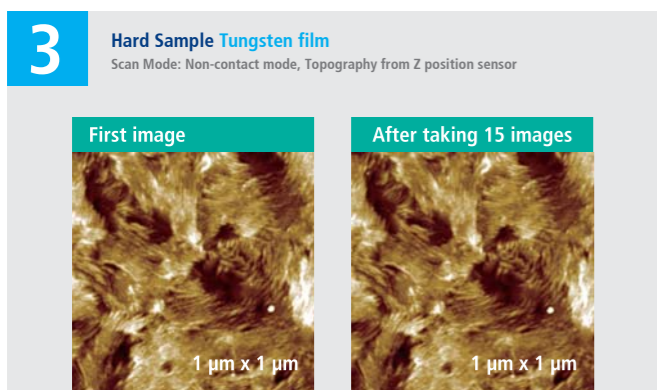 3
Hard Sample Tungsten film
Scan Mode: Non-contact mode, Topography from Z position sensor
First image
After taking 15 images
1 µm x 1 µm
1 µm x 1 µm